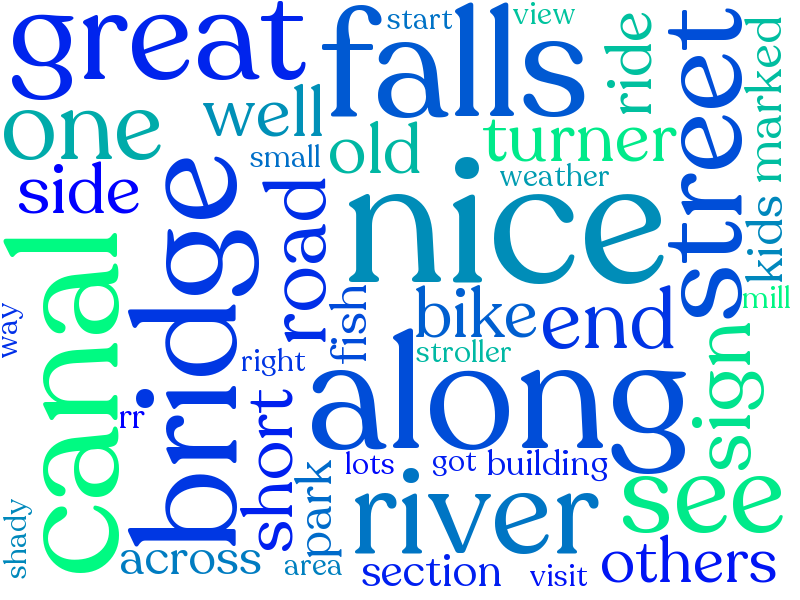 great
falls
start
view
ride
street
marked
one
well
small
old
turner
weather
side
bridge
road
nice
kids
canal
way
fish
bike
end
mill
stroller
sign
right
rr
along
short
park
lots
got
building
see
shady
river
across
area
section
visit
others